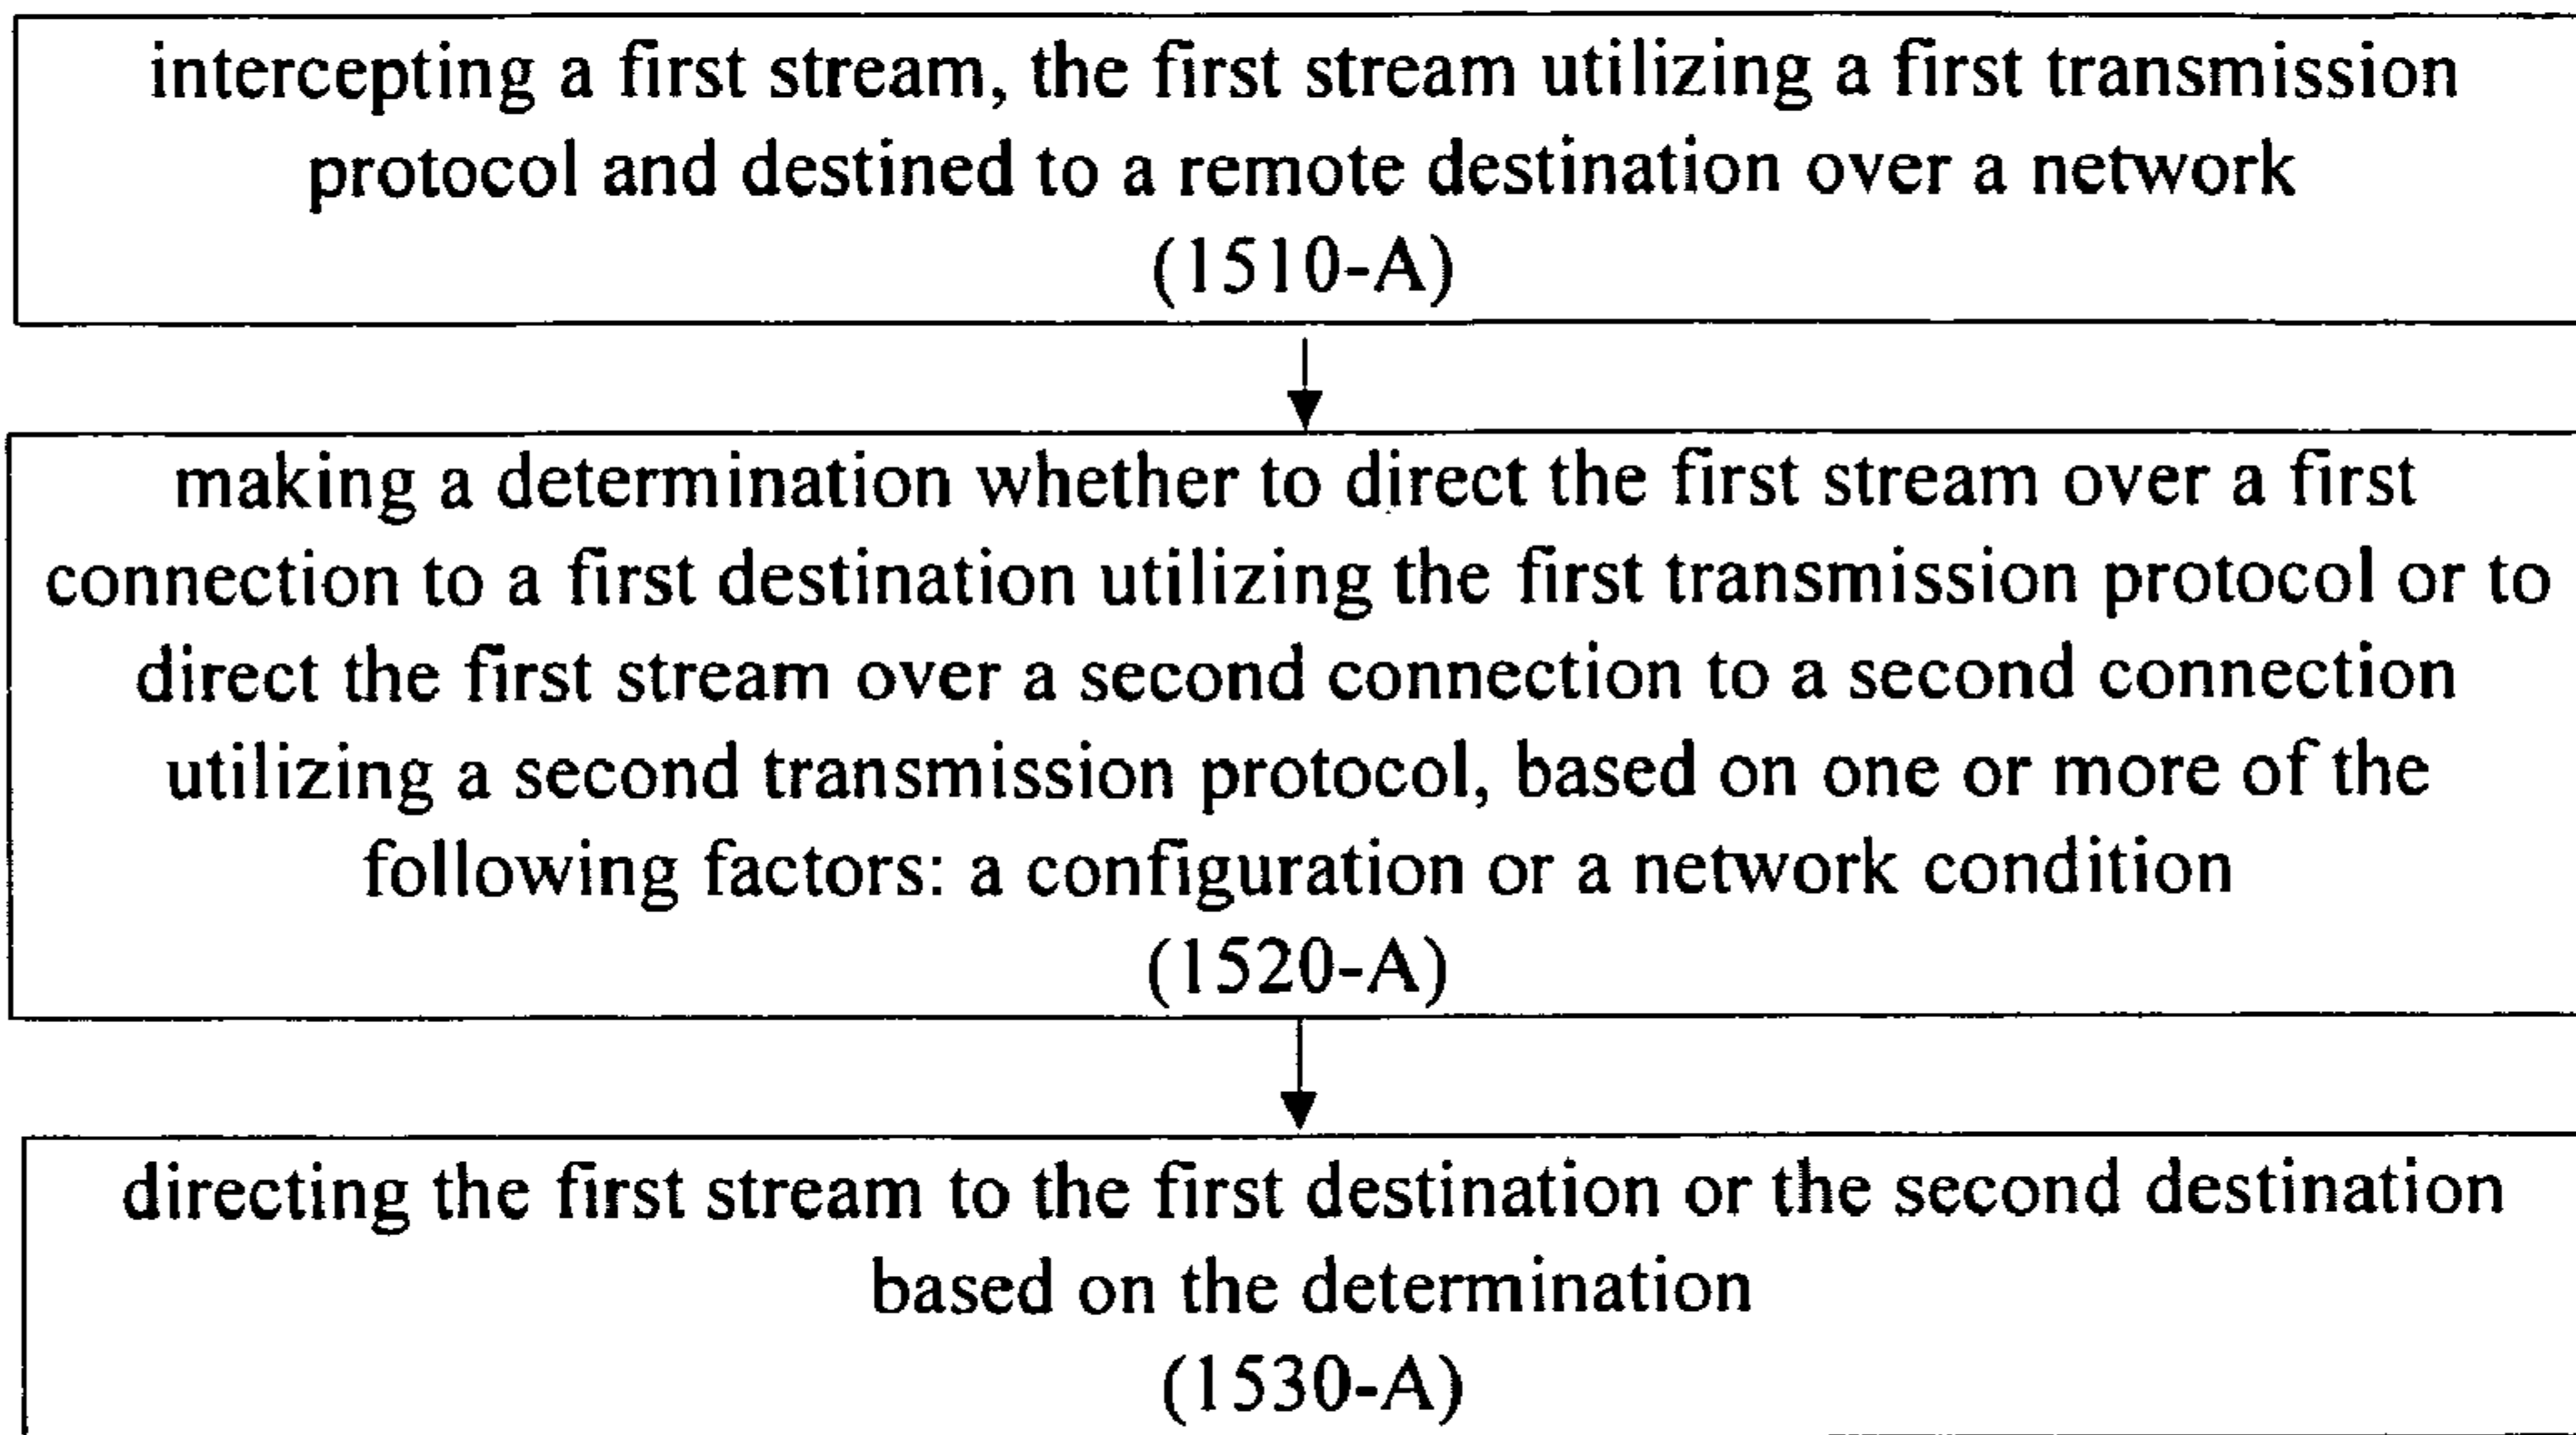 intercepting a first stream, the first stream utilizing a first transmission
protocol and destined to a remote destination over a network
(1510-A)
making a determination whether to direct the first stream over a first
connection to a first destination utilizing the first transmission protocol or to
direct the first stream over a second connection to a second connection
utilizing a second transmission protocol, based on one or more of the
following factors: a configuration or a network condition
(1520-A)
directing the first stream to the first destination or the second destination
based on the determination
(1530-A)